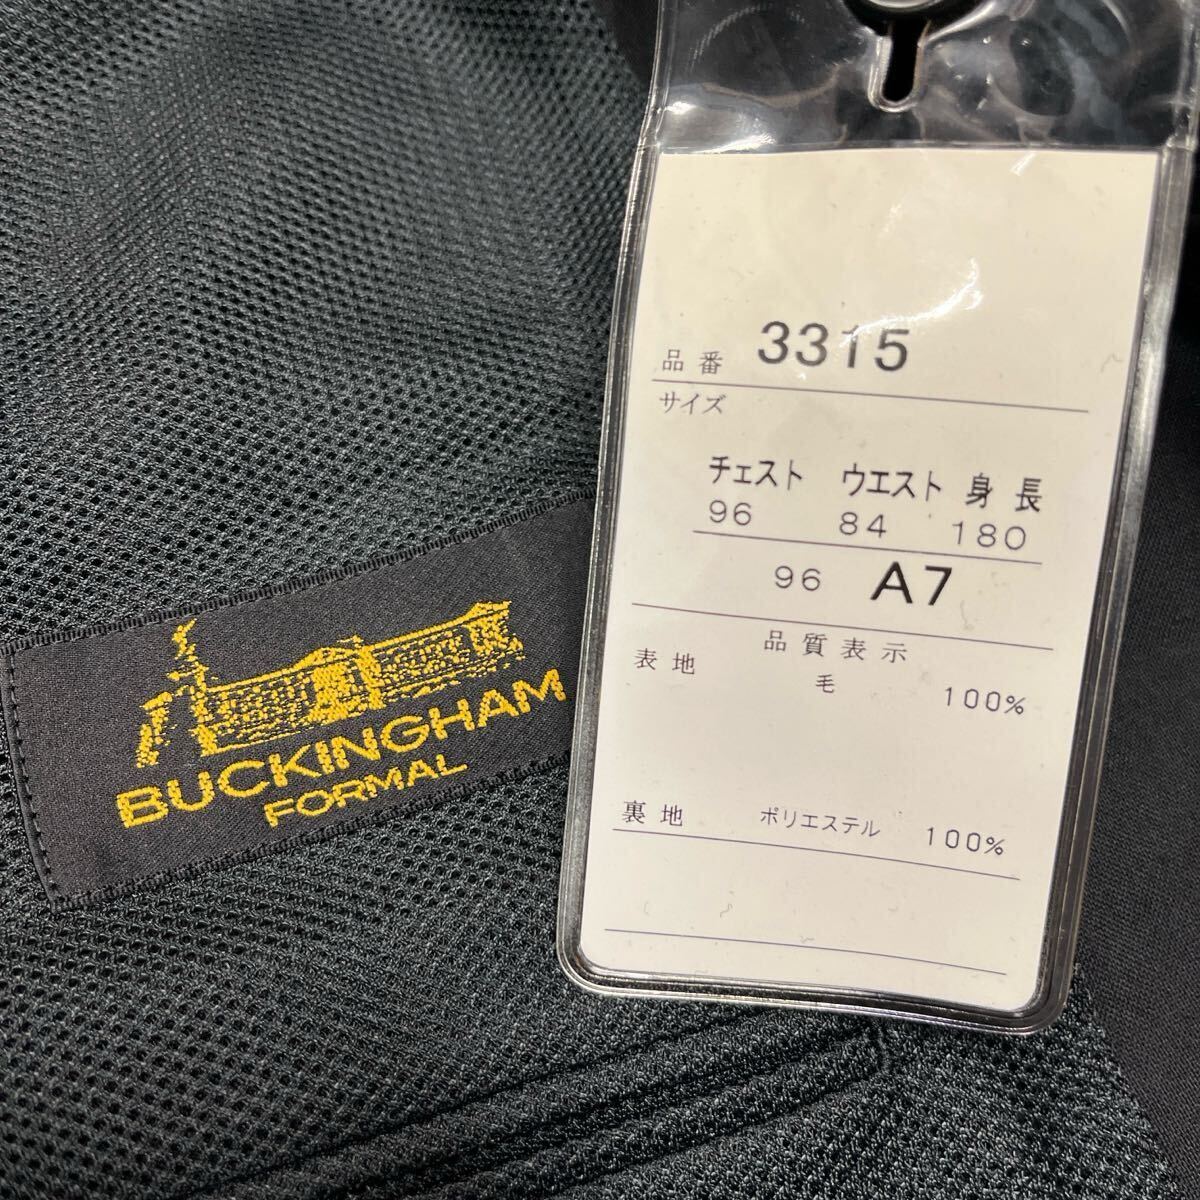 BUCKINGHAM
FORMAL
品番 3315
サイズ
チェスト ウエスト 身長
96 84 180
96 A7
品質表示
表地 毛 100%
裏地 ポリエステル 100%